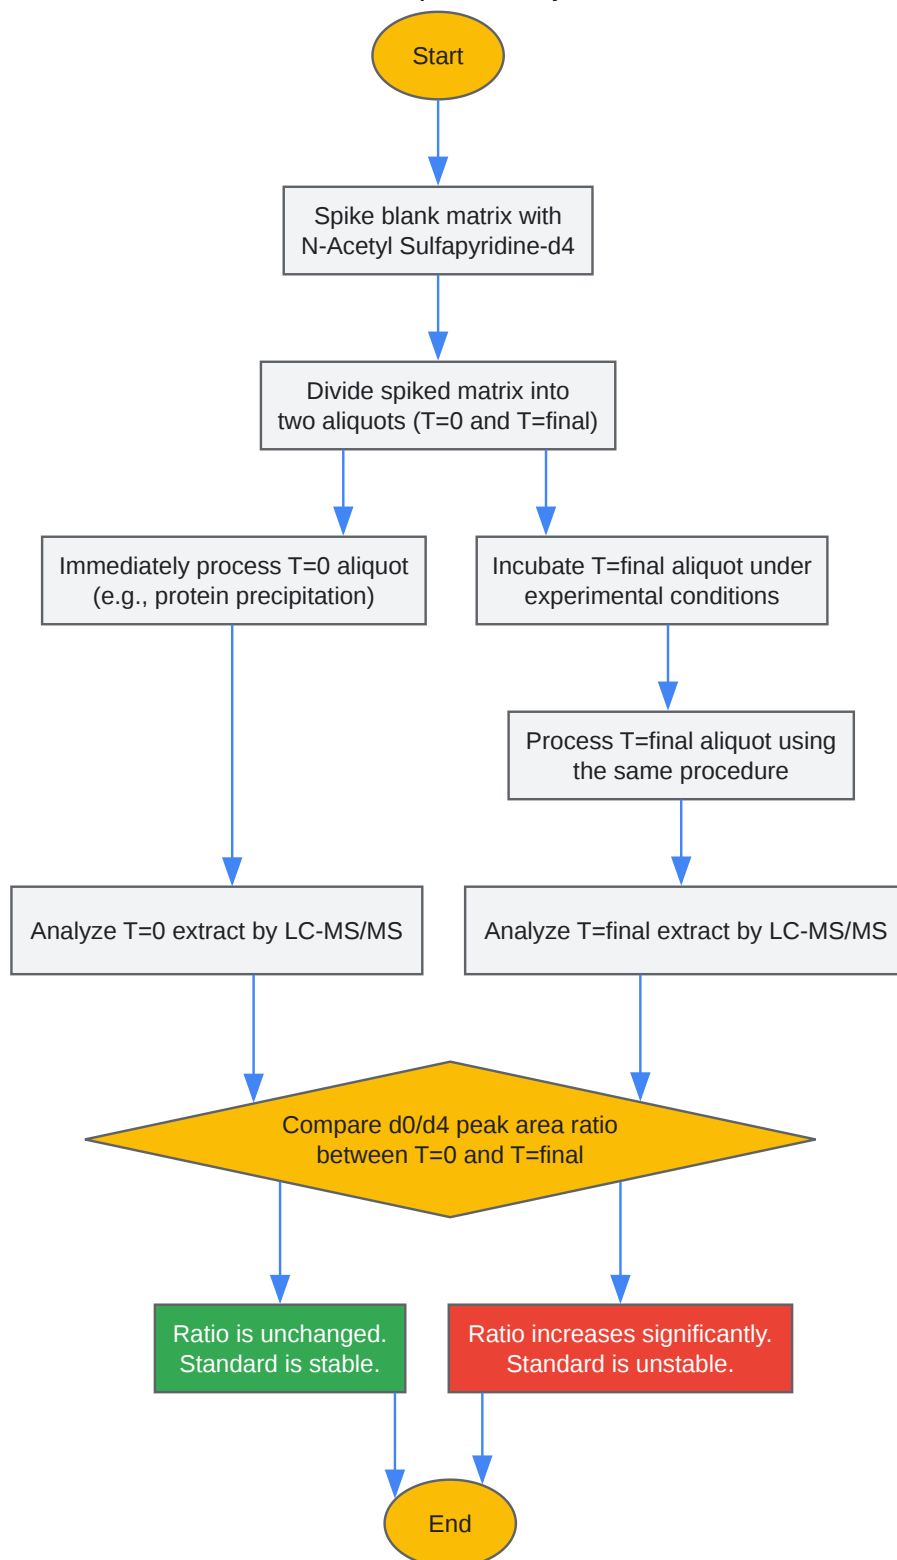 Start
Spike blank matrix with
N-Acetyl Sulfapyridine-d4
Divide spiked matrix into
two aliquots (T=0 and T=final)
Immediately process T=0 aliquot
(e.g., protein precipitation)
Incubate T=final aliquot under
experimental conditions
Process T=final aliquot using
the same procedure
Analyze T=0 extract by LC-MS/MS
Analyze T=final extract by LC-MS/MS
Compare d0/d4 peak area ratio
between T=0 and T=final
Ratio is unchanged.
Standard is stable.
Ratio increases significantly.
Standard is unstable.
End